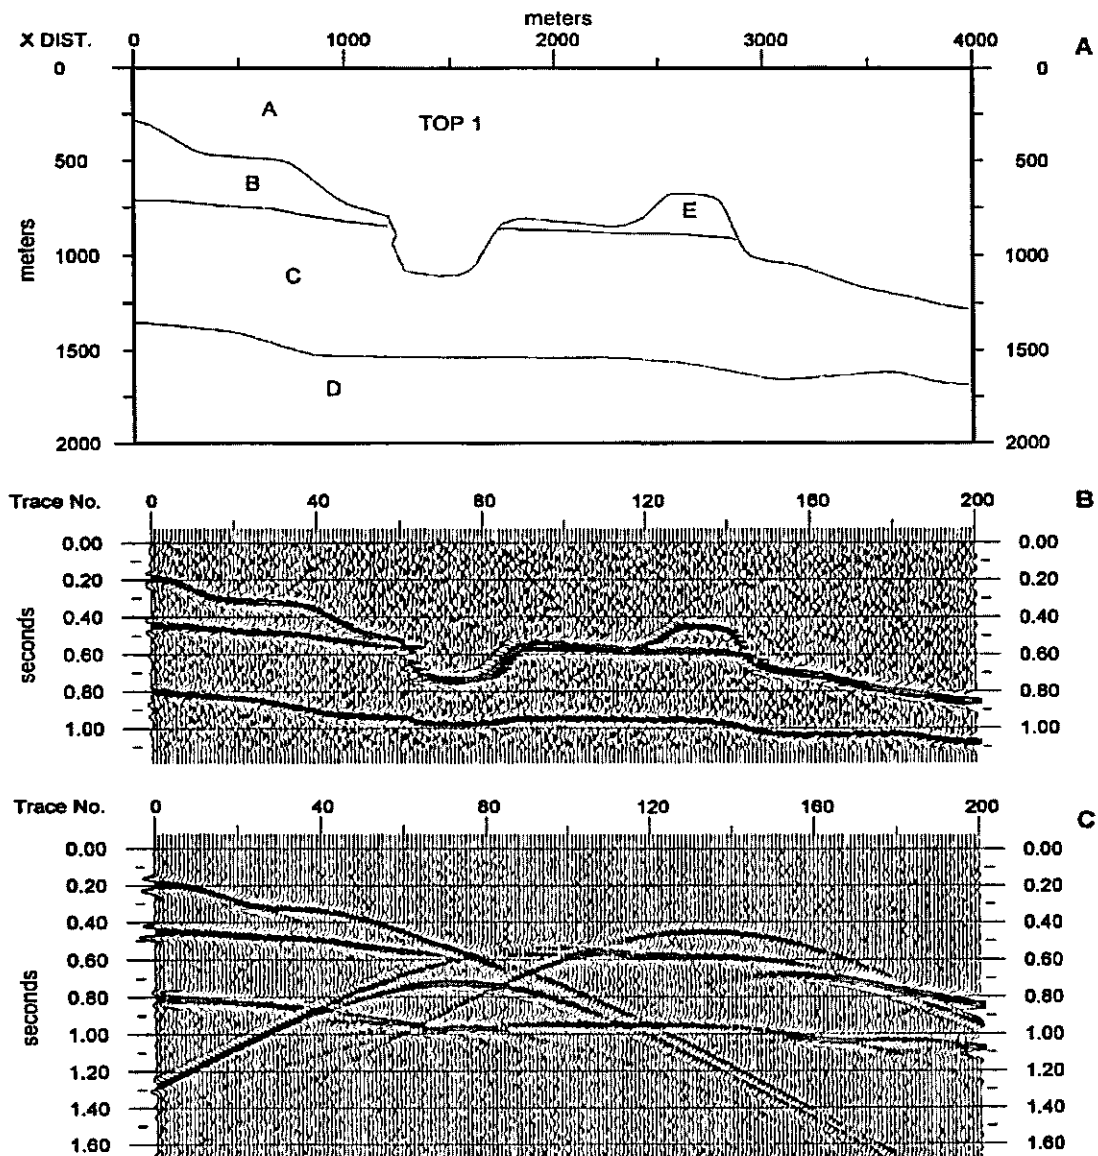 meters
X DIST. 0 1000 2000 3000 4000 A
0 0
A TOP 1
500 500
B E
meters
1000 1000
C
1500 1500
D
2000 2000
Trace No. 0 40 80 120 160 200 B
0.00 0.00
0.20 0.20
0.40 0.40
seconds
0.60 0.60
0.80 0.80
1.00 1.00
Trace No. 0 40 80 120 160 200 C
0.00 0.00
0.20 0.20
0.40 0.40
0.60 0.60
seconds
0.80 0.80
1.00 1.00
1.20 1.20
1.40 1.40
1.60 1.60